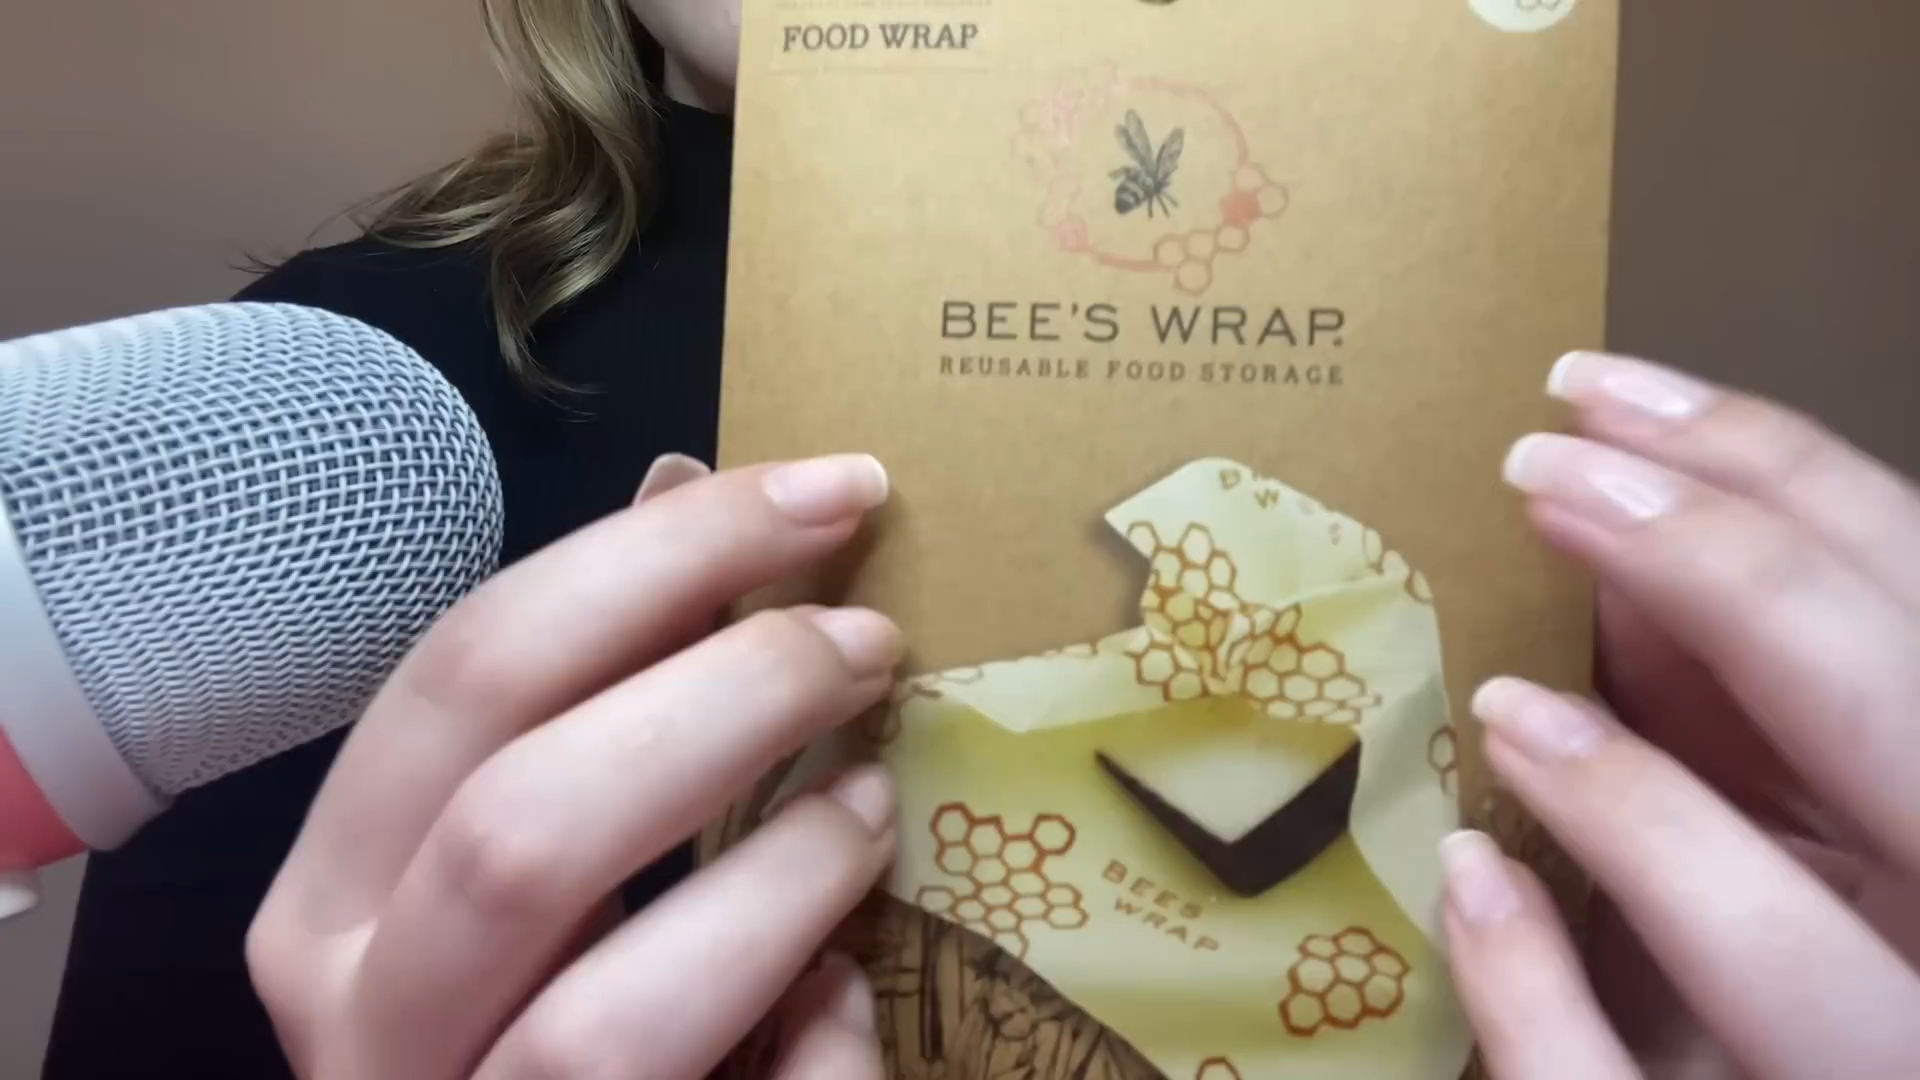 FOOD WRAP
BEE'S WRAP.
REUSABLE FOOD STORAGE
BEES
WRAP